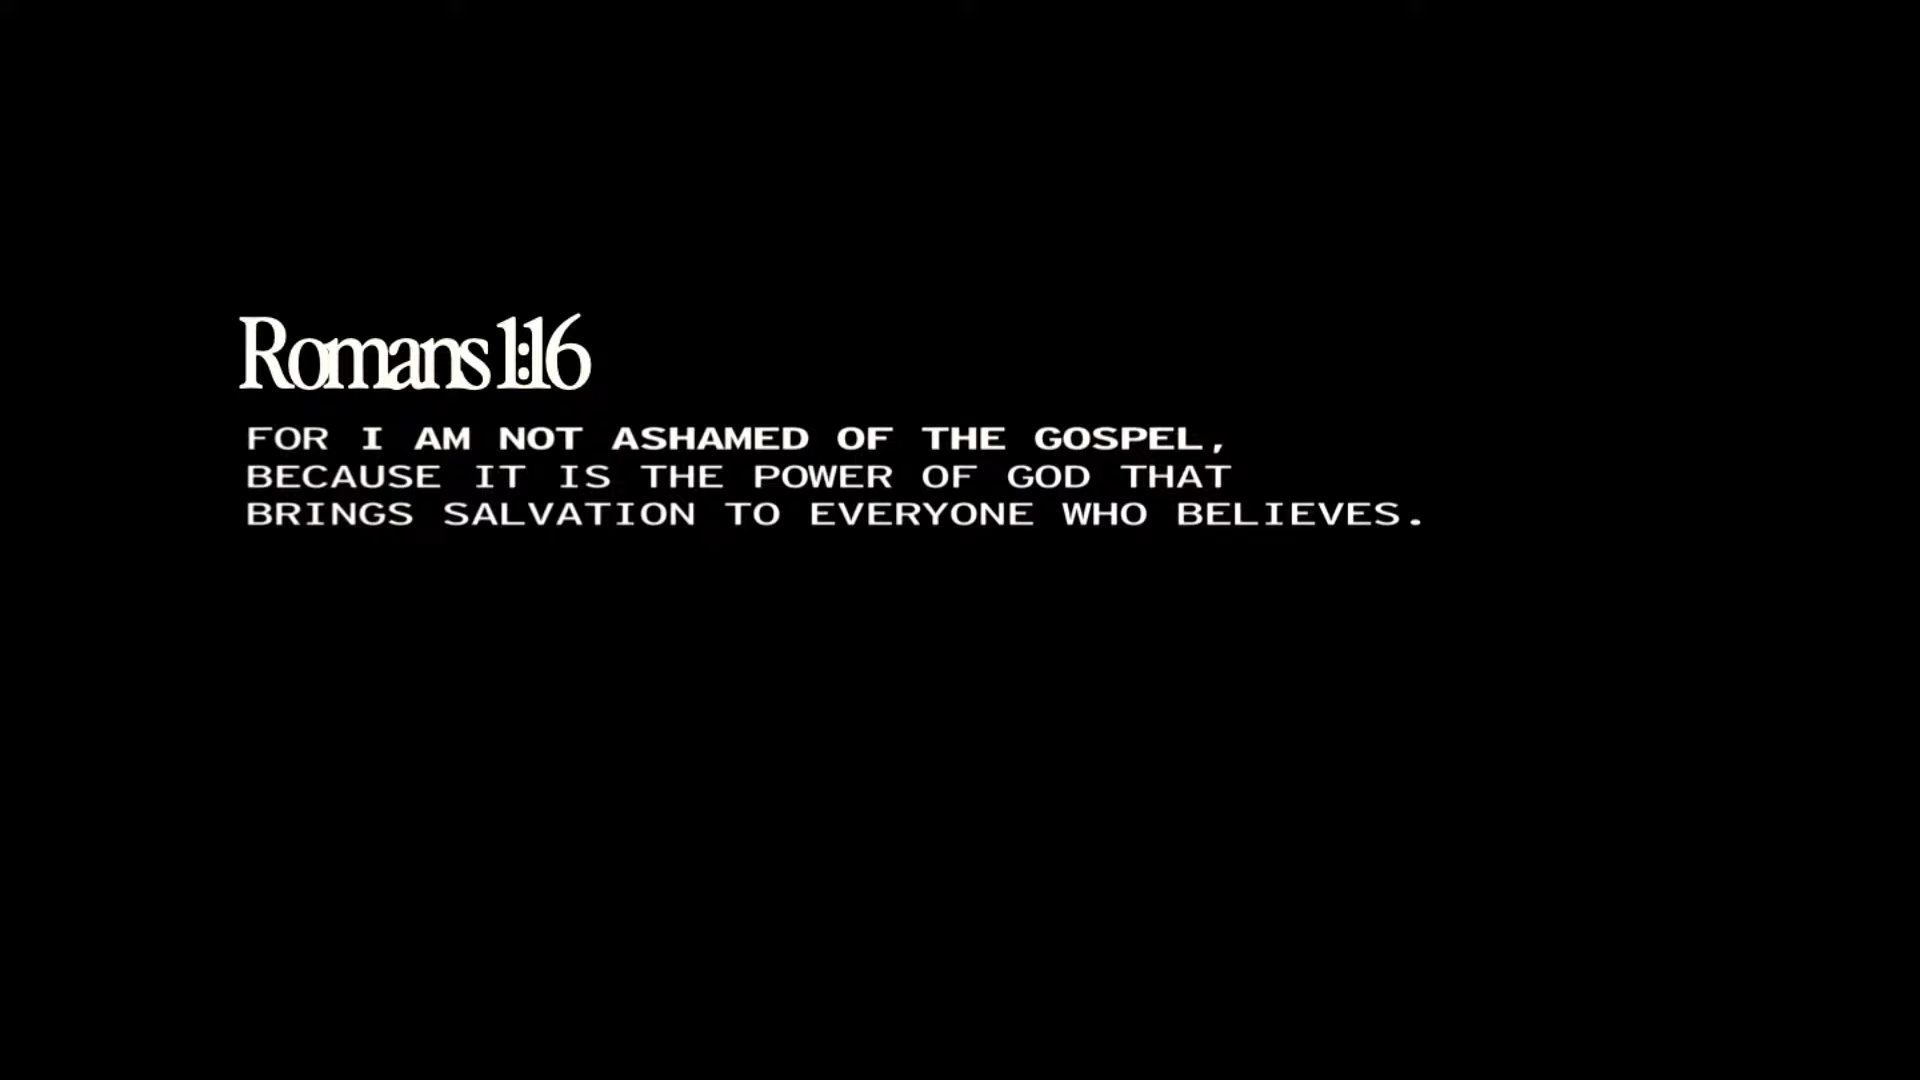 Romans 1:16
FOR I AM NOT ASHAMED OF THE GOSPEL,
BECAUSE IT IS THE POWER OF GOD THAT
BRINGS SALVATION TO EVERYONE WHO BELIEVES.